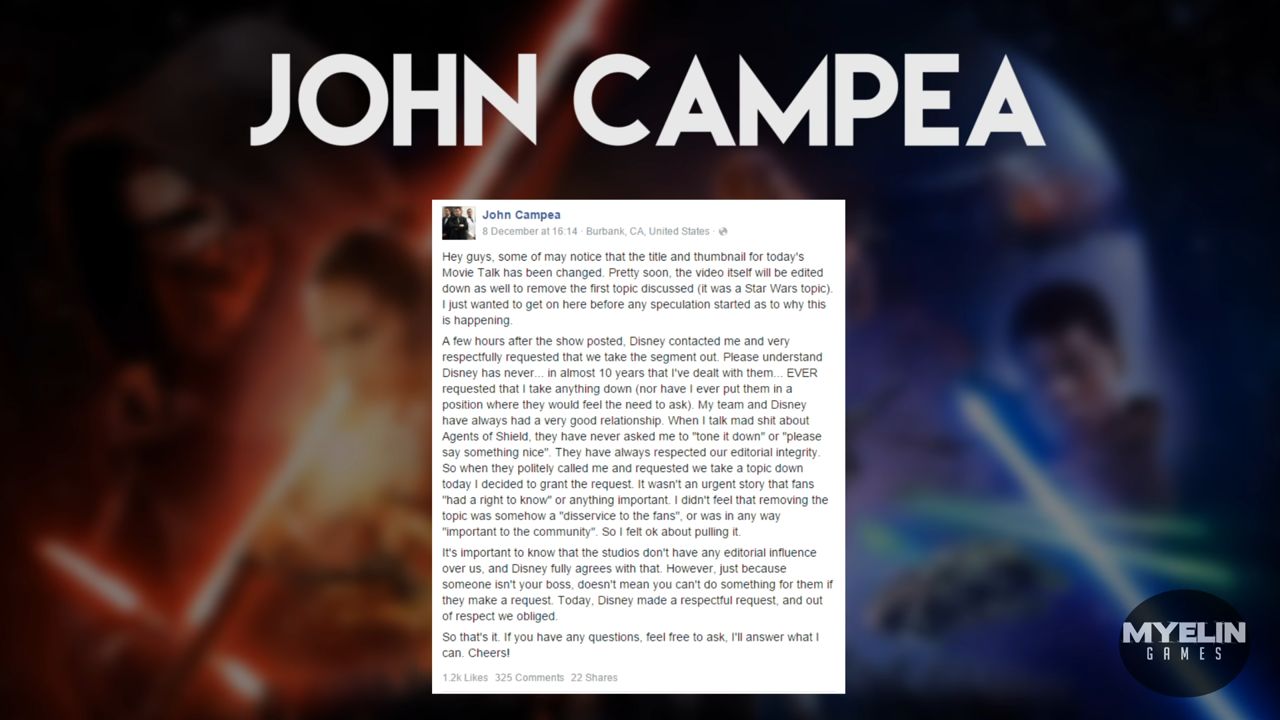 JOHN CAMPEA
John Campea
8 December at 16:14 · Burbank, CA, United States ·
Hey guys, some of may notice that the title and thumbnail for today's
Movie Talk has been changed. Pretty soon, the video itself will be edited
down as well to remove the first topic discussed (it was a Star Wars topic).
I just wanted to get on here before any speculation started as to why this
is happening.
A few hours after the show posted, Disney contacted me and very
respectfully requested that we take the segment out. Please understand
Disney has never... in almost 10 years that I've dealt with them... EVER
requested that I take anything down (nor have I ever put them in a
position where they would feel the need to ask). My team and Disney
have always had a very good relationship. When I talk mad shit about
Agents of Shield, they have never asked me to "tone it down" or "please
say something nice". They have always respected our editorial integrity.
So when they politely called me and requested we take a topic down
today I decided to grant the request. It wasn't an urgent story that fans
"had a right to know" or anything important. I didn't feel that removing the
topic was somehow a "disservice to the fans", or was in any way
"important to the community". So I felt ok about pulling it.
It's important to know that the studios don't have any editorial influence
over us, and Disney fully agrees with that. However, just because
someone isn't your boss, doesn't mean you can't do something for them if
they make a request. Today, Disney made a respectful request, and out
of respect we obliged.
So that's it. If you have any questions, feel free to ask, I'll answer what I
can. Cheers!
1.2k Likes 325 Comments 22 Shares
MYELIN
GAMES